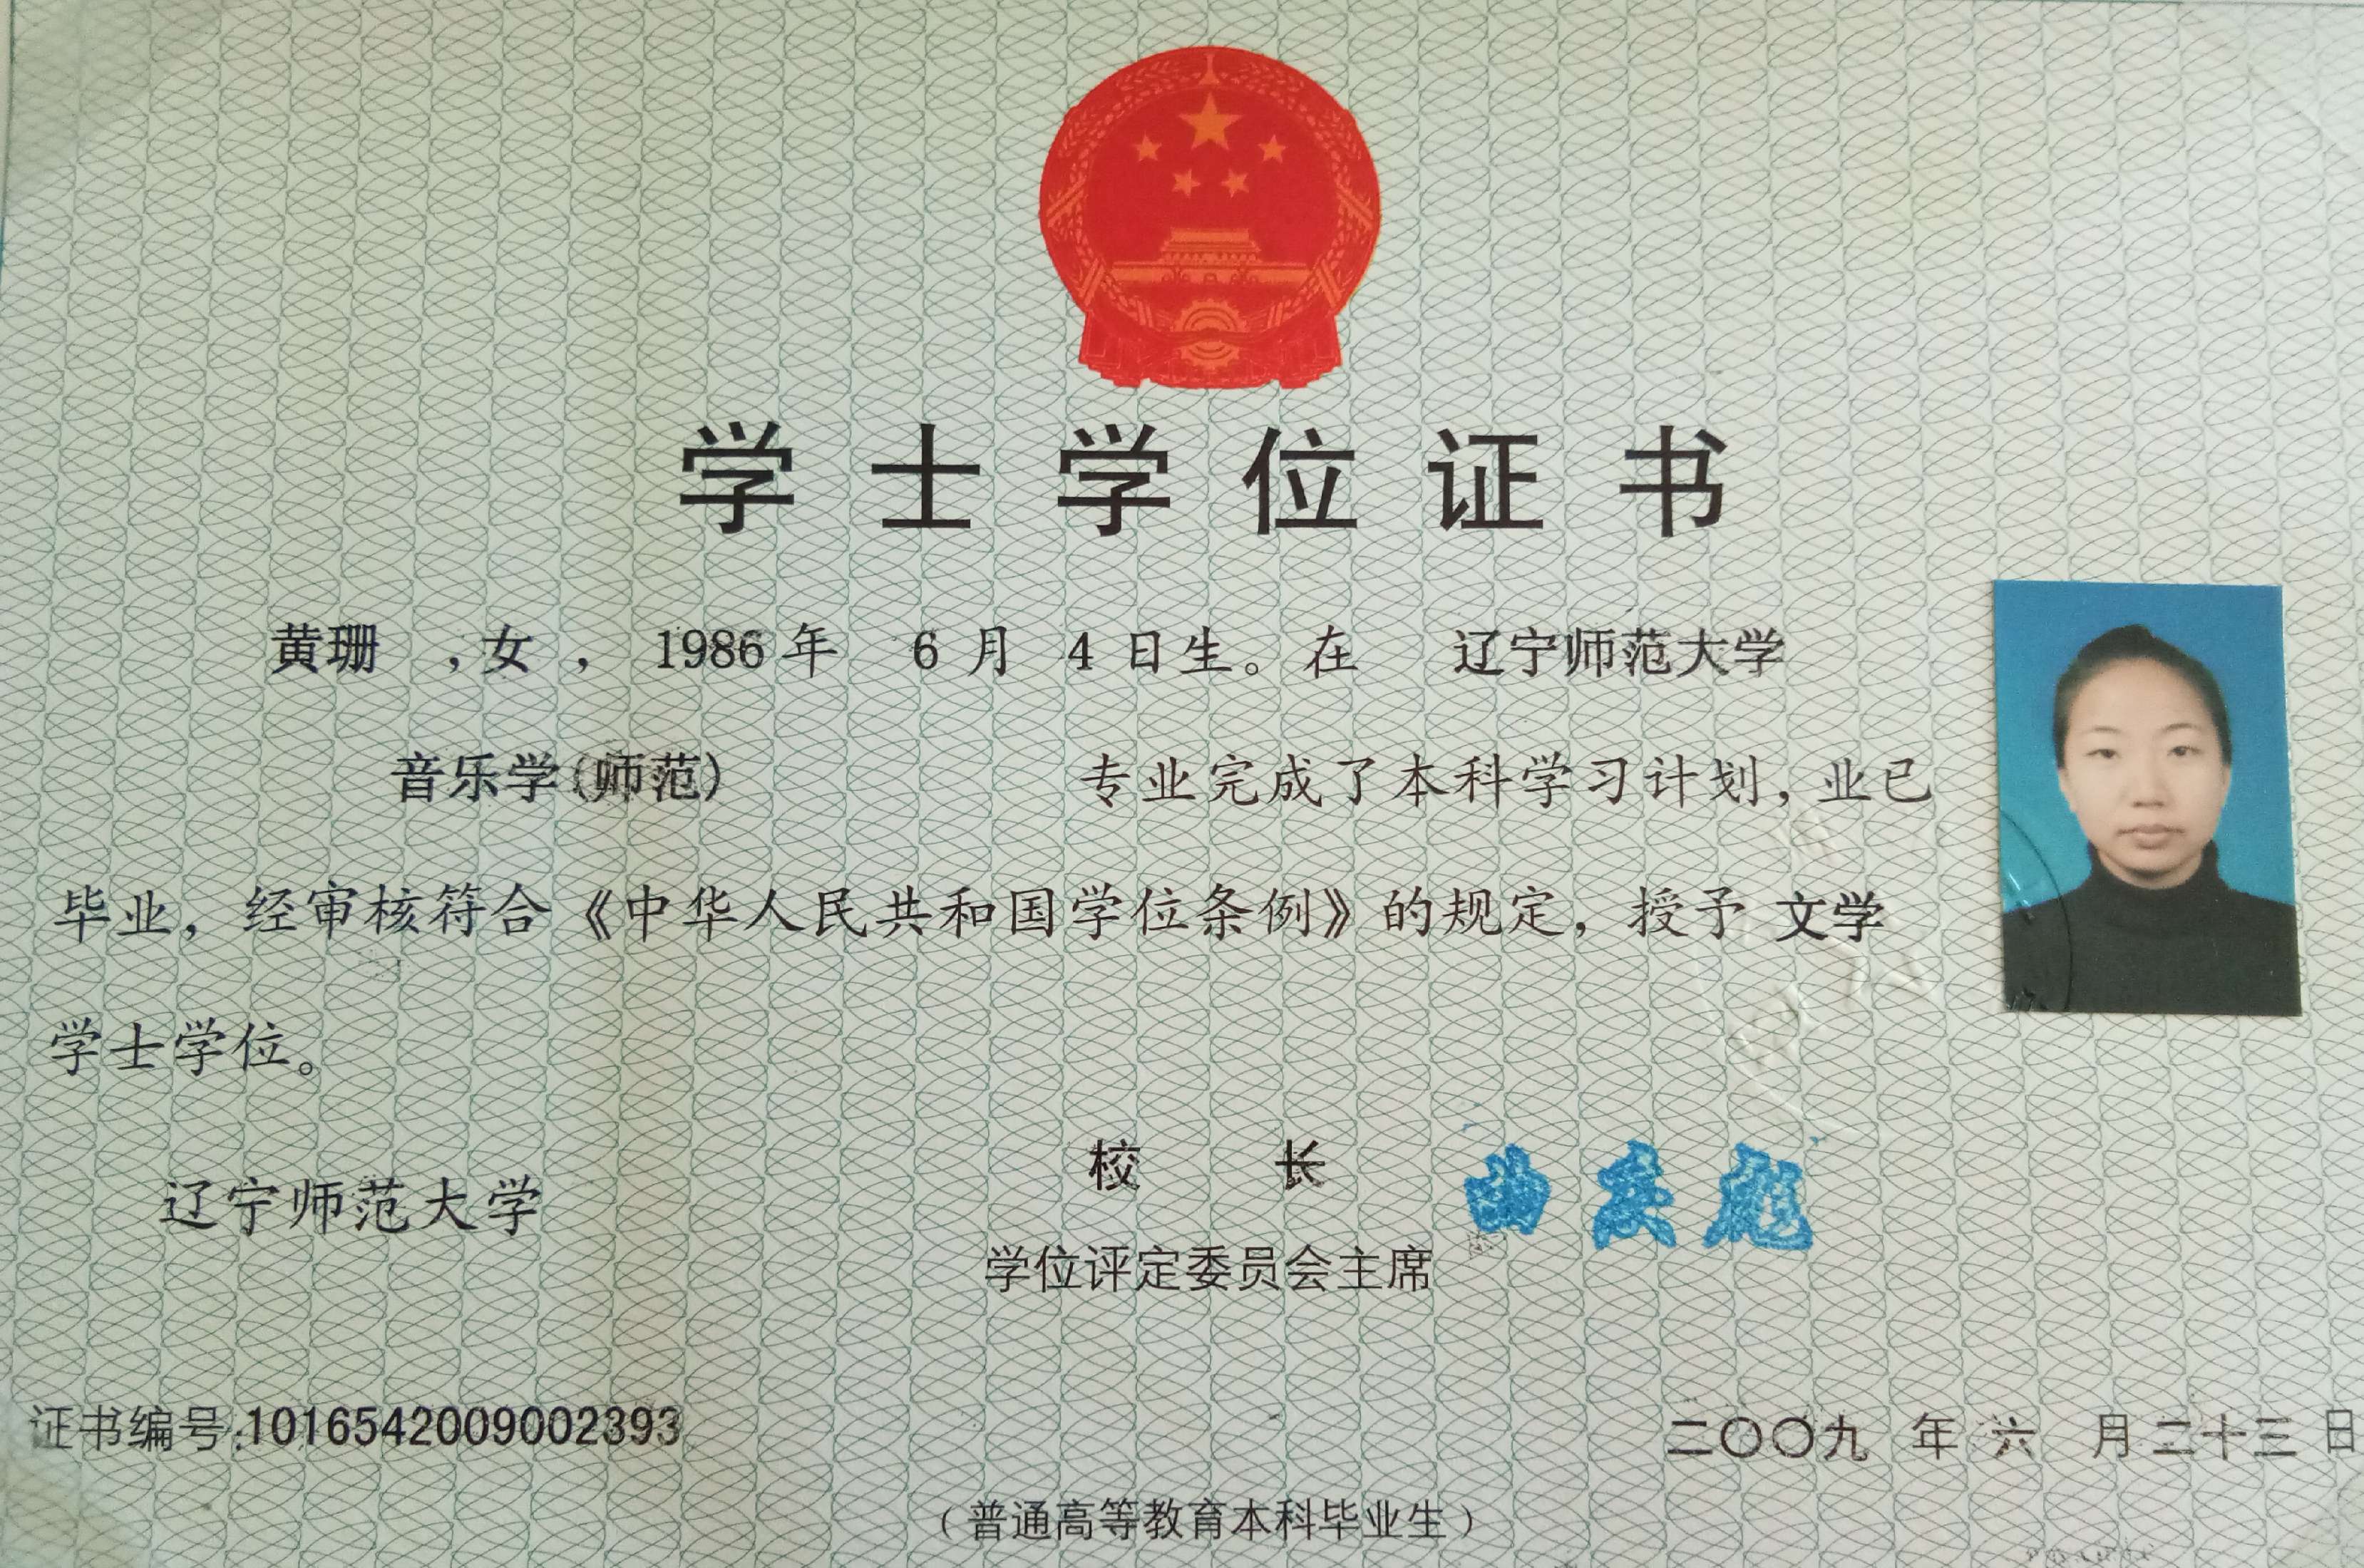 学士学位证书
黄珊 ,女 , 1986年 6月 4日生。在 辽宁师范大学
音乐学(师范) 专业完成了本科学习计划,业已
毕业,经审核符合《中华人民共和国学位条例》的规定,授予 文学
学士学位。
辽宁师范大学
校 长 曲庆彪
学位评定委员会主席
证书编号:1016542009002393
二〇〇九 年 六 月 二十三 日
(普通高等教育本科毕业生)